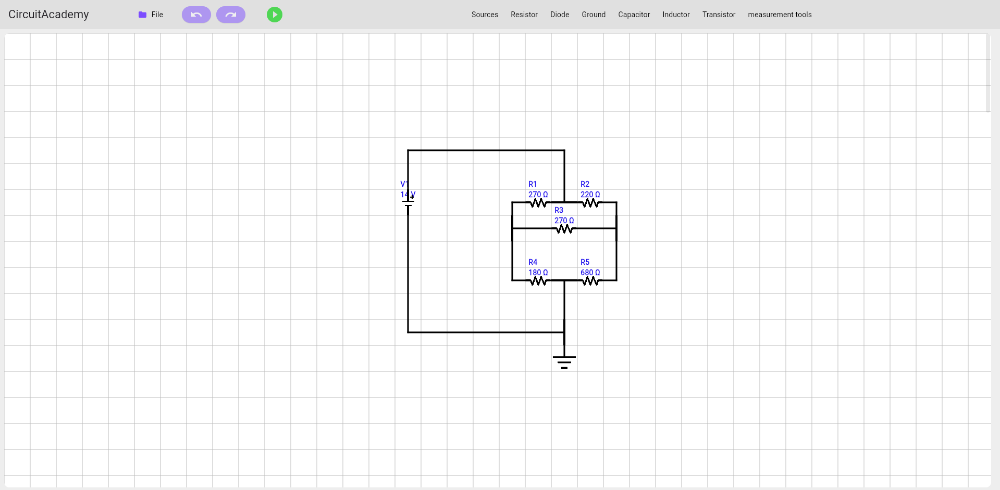 CircuitAcademy
File
Sources
Resistor
Diode
Ground
Capacitor
Inductor
Transistor
measurement tools
V1
14 V
R1
270 Ω
R2
220 Ω
R3
270 Ω
R4
180 Ω
R5
680 Ω